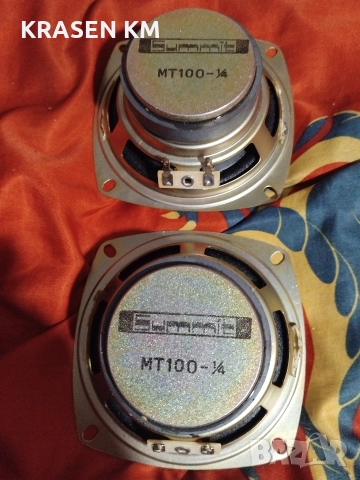 KRASEN KM
Summit
MT100-¼
Summit
MT100-¼